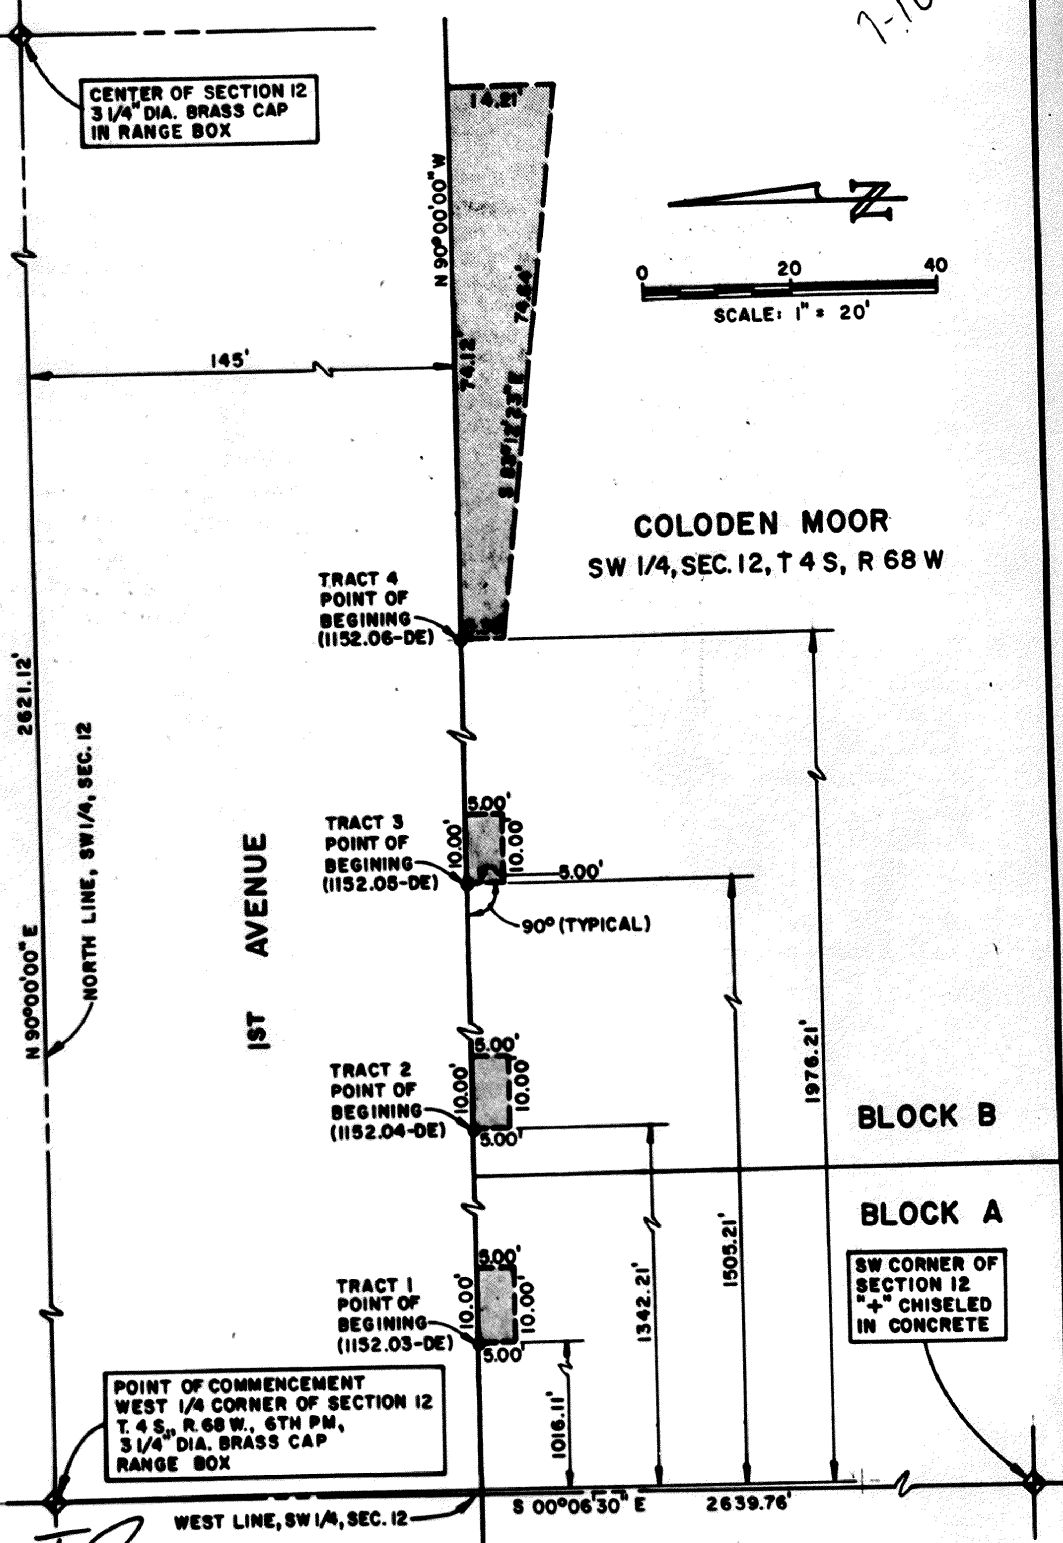 CENTER OF SECTION 12
3 1/4" DIA. BRASS CAP
IN RANGE BOX
14.21'
N 90°00'00" W
74.12'
74.64'
S 83°12'23" E
145'
N
0 20 40
SCALE: 1" = 20'
COLODEN MOOR
SW 1/4, SEC. 12, T 4 S, R 68 W
TRACT 4
POINT OF
BEGINING
(1152.06-DE)
2621.12'
NORTH LINE, SW 1/4, SEC. 12
N 90°00'00" E
1ST AVENUE
TRACT 3
POINT OF
BEGINING
(1152.05-DE)
5.00'
10.00'
10.00'
5.00'
90° (TYPICAL)
TRACT 2
POINT OF
BEGINING
(1152.04-DE)
5.00'
10.00'
10.00'
5.00'
TRACT 1
POINT OF
BEGINING
(1152.03-DE)
5.00'
10.00'
10.00'
5.00'
1016.11'
1342.21'
1505.21'
1976.21'
BLOCK B
BLOCK A
SW CORNER OF
SECTION 12
"+" CHISELED
IN CONCRETE
POINT OF COMMENCEMENT
WEST 1/4 CORNER OF SECTION 12
T. 4 S., R. 68 W., 6TH PM,
3 1/4" DIA. BRASS CAP
RANGE BOX
WEST LINE, SW 1/4, SEC. 12
S 00°06'30" E 2639.76'